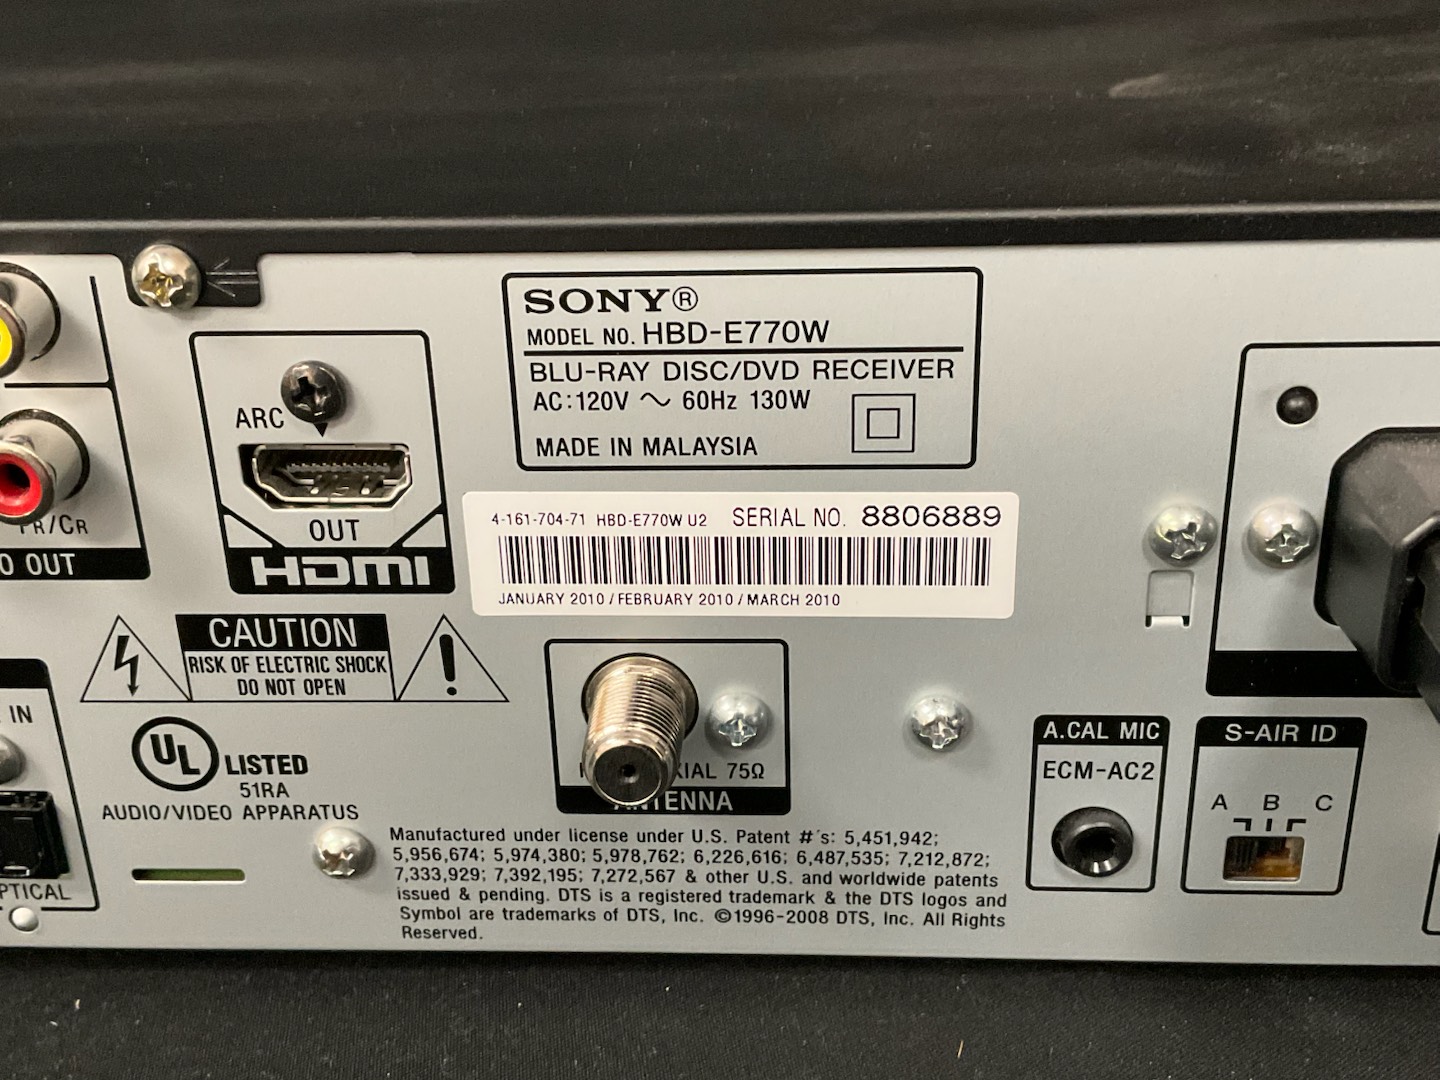 SONY®
MODEL NO. HBD-E770W
BLU-RAY DISC/DVD RECEIVER
AC:120V ~ 60Hz 130W
MADE IN MALAYSIA
ARC
OUT
HDMI
PR/CR
O OUT
4-161-704-71 HBD-E770W U2 SERIAL NO. 8806889
JANUARY 2010 / FEBRUARY 2010 / MARCH 2010
CAUTION
RISK OF ELECTRIC SHOCK
DO NOT OPEN
IN
UL LISTED
51RA
AUDIO/VIDEO APPARATUS
PTICAL
XIAL 75Ω
ANTENNA
A.CAL MIC
ECM-AC2
S-AIR ID
A B C
Manufactured under license under U.S. Patent #'s: 5,451,942;
5,956,674; 5,974,380; 5,978,762; 6,226,616; 6,487,535; 7,212,872;
7,333,929; 7,392,195; 7,272,567 & other U.S. and worldwide patents
issued & pending. DTS is a registered trademark & the DTS logos and
Symbol are trademarks of DTS, Inc. ©1996-2008 DTS, Inc. All Rights
Reserved.